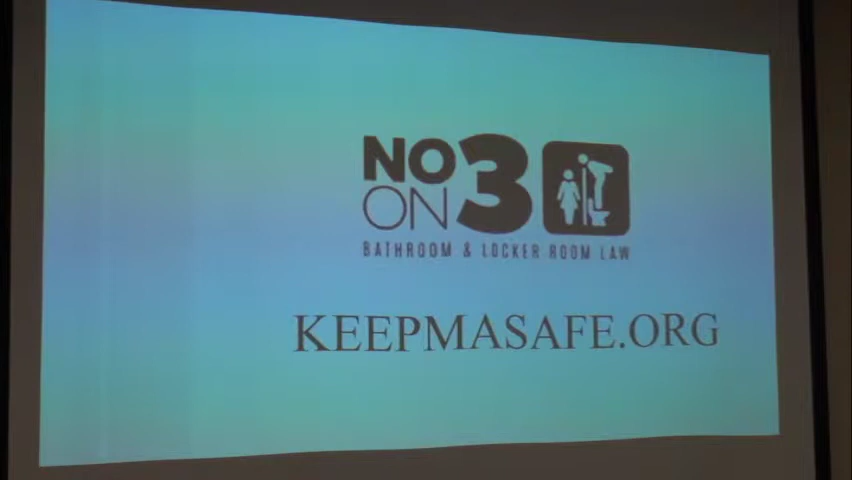 NO
ON 3
BATHROOM & LOCKER ROOM LAW
KEEPMASAFE.ORG